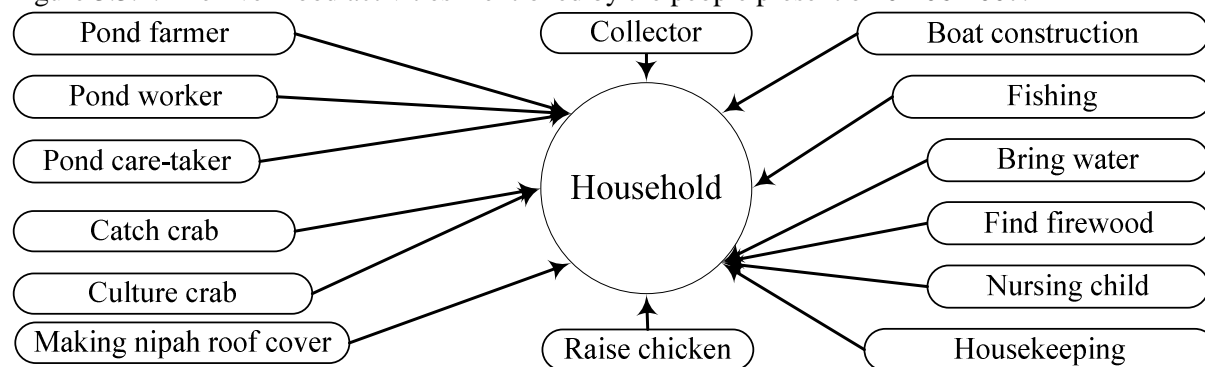 Pond farmer
Collector
Boat construction
Pond worker
Fishing
Pond care-taker
Bring water
Household
Catch crab
Find firewood
Culture crab
Nursing child
Making nipah roof cover
Raise chicken
Housekeeping